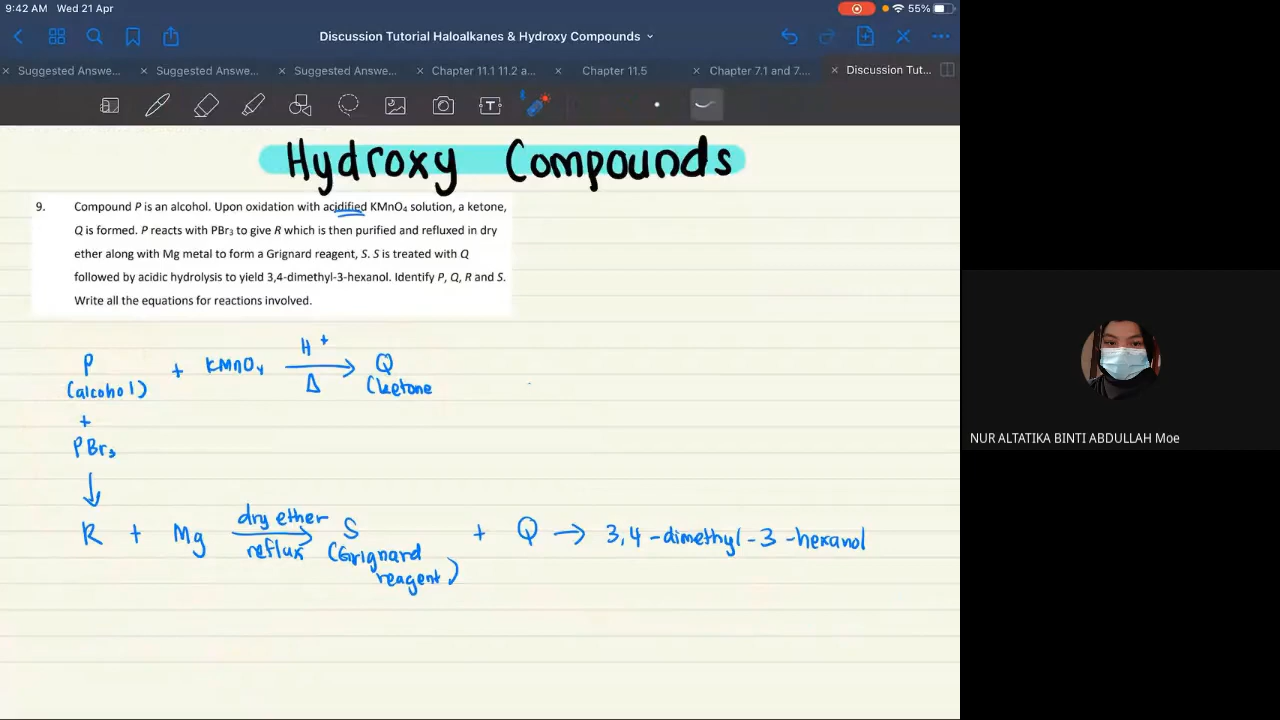 9:42 AM Wed 21 Apr
55%
Discussion Tutorial Haloalkanes & Hydroxy Compounds
Suggested Answe...
Suggested Answe...
Suggested Answe...
Chapter 11.1 11.2 a...
Chapter 11.5
Chapter 7.1 and 7....
Discussion Tut...
Hydroxy Compounds
9. Compound P is an alcohol. Upon oxidation with acidified KMnO₄ solution, a ketone,
Q is formed. P reacts with PBr₃ to give R which is then purified and refluxed in dry
ether along with Mg metal to form a Grignard reagent, S. S is treated with Q
followed by acidic hydrolysis to yield 3,4-dimethyl-3-hexanol. Identify P, Q, R and S.
Write all the equations for reactions involved.
H⁺
P + KMnO₄ → Q
(alcohol) Δ (ketone
+
PBr₃
↓
dry ether
R + Mg → S + Q → 3,4-dimethyl-3-hexanol
reflux (Grignard
reagent)
NUR ALTATIKA BINTI ABDULLAH Moe